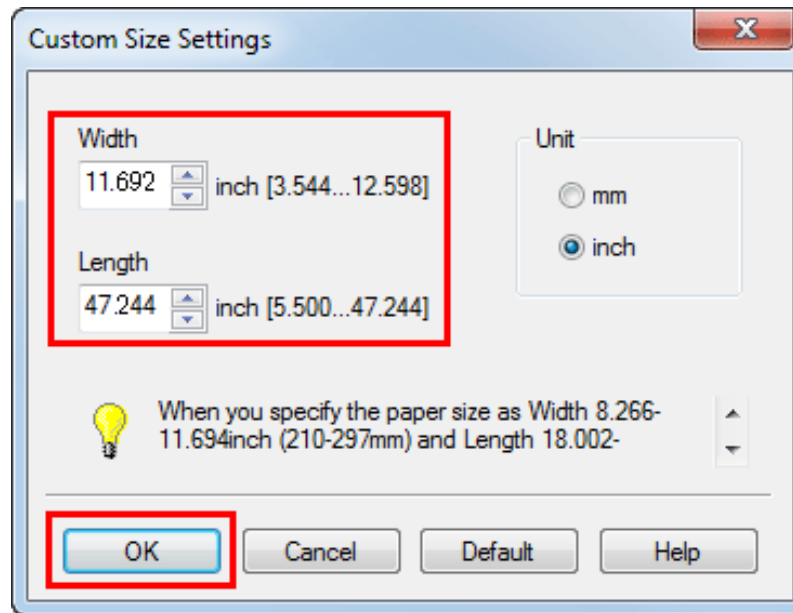 Custom Size Settings
Width
11.692 inch [3.544...12.598]
Length
47.244 inch [5.500...47.244]
Unit
mm
inch
When you specify the paper size as Width 8.266-
11.694inch (210-297mm) and Length 18.002-
OK Cancel Default Help